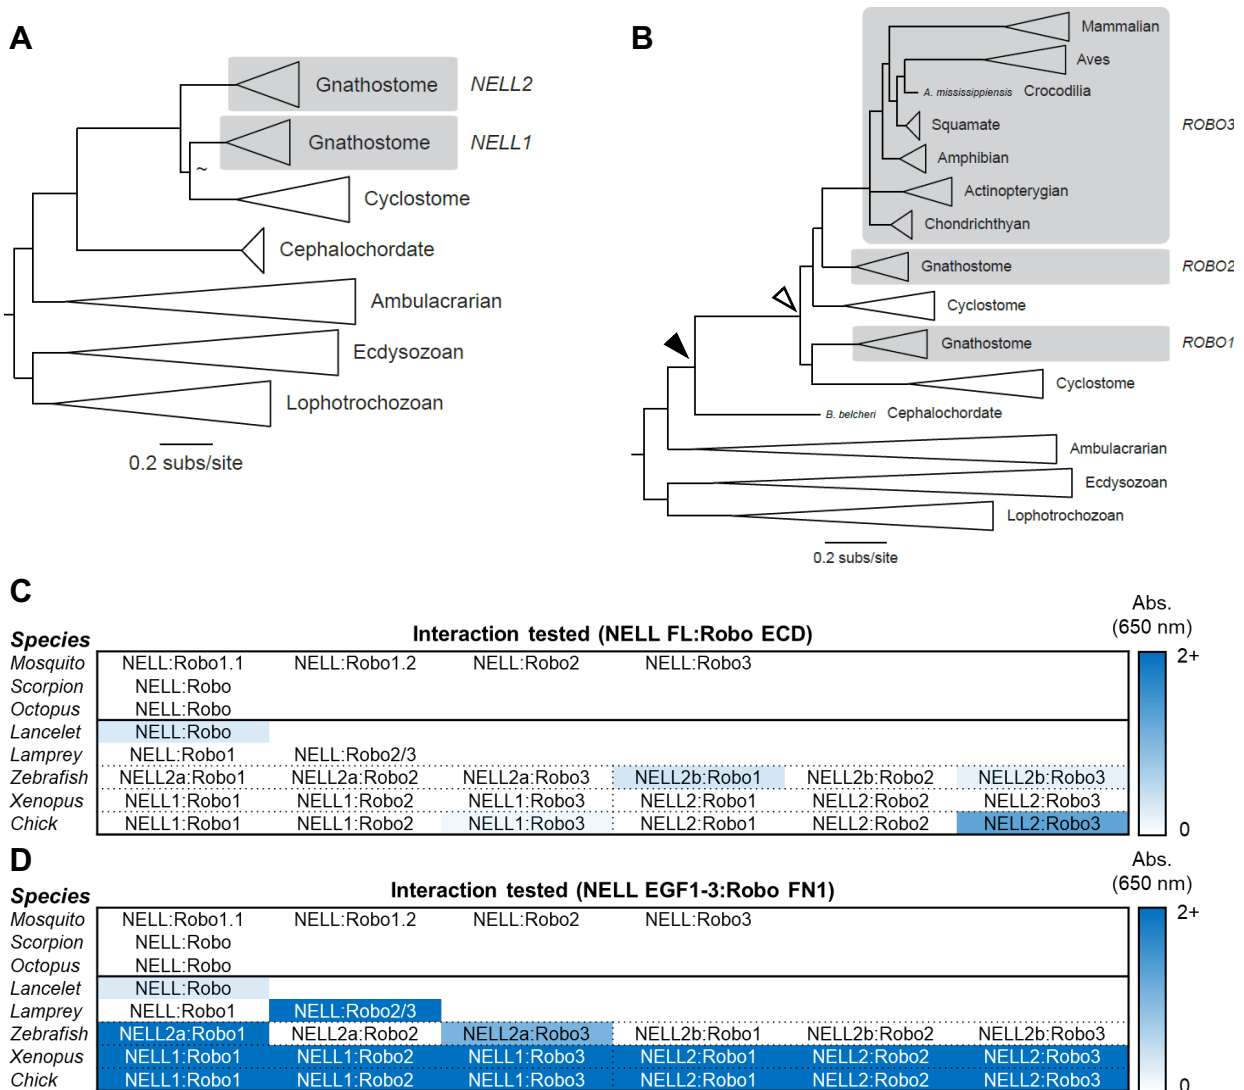 A
Gnathostome NELL2
Gnathostome NELL1
~
Cyclostome
Cephalochordate
Ambulacrarian
Ecdysozoan
Lophotrochozoan
0.2 subs/site
B
Mammalian
Aves
A. mississippiensis Crocodilia
Squamate
ROBO3
Amphibian
Actinopterygian
Chondrichthyan
Gnathostome ROBO2
Cyclostome
Gnathostome ROBO1
Cyclostome
B. belcheri Cephalochordate
Ambulacrarian
Ecdysozoan
Lophotrochozoan
0.2 subs/site
C
Abs.
(650 nm)
Species Interaction tested (NELL FL:Robo ECD)
Mosquito NELL:Robo1.1 NELL:Robo1.2 NELL:Robo2 NELL:Robo3
2+
Scorpion NELL:Robo
Octopus NELL:Robo
Lancelet NELL:Robo
Lamprey NELL:Robo1 NELL:Robo2/3
Zebrafish NELL2a:Robo1 NELL2a:Robo2 NELL2a:Robo3 NELL2b:Robo1 NELL2b:Robo2 NELL2b:Robo3
Xenopus NELL1:Robo1 NELL1:Robo2 NELL1:Robo3 NELL2:Robo1 NELL2:Robo2 NELL2:Robo3
Chick NELL1:Robo1 NELL1:Robo2 NELL1:Robo3 NELL2:Robo1 NELL2:Robo2 NELL2:Robo3
0
D
Abs.
(650 nm)
Species Interaction tested (NELL EGF1-3:Robo FN1)
Mosquito NELL:Robo1.1 NELL:Robo1.2 NELL:Robo2 NELL:Robo3
2+
Scorpion NELL:Robo
Octopus NELL:Robo
Lancelet NELL:Robo
Lamprey NELL:Robo1 NELL:Robo2/3
Zebrafish NELL2a:Robo1 NELL2a:Robo2 NELL2a:Robo3 NELL2b:Robo1 NELL2b:Robo2 NELL2b:Robo3
Xenopus NELL1:Robo1 NELL1:Robo2 NELL1:Robo3 NELL2:Robo1 NELL2:Robo2 NELL2:Robo3
Chick NELL1:Robo1 NELL1:Robo2 NELL1:Robo3 NELL2:Robo1 NELL2:Robo2 NELL2:Robo3
0